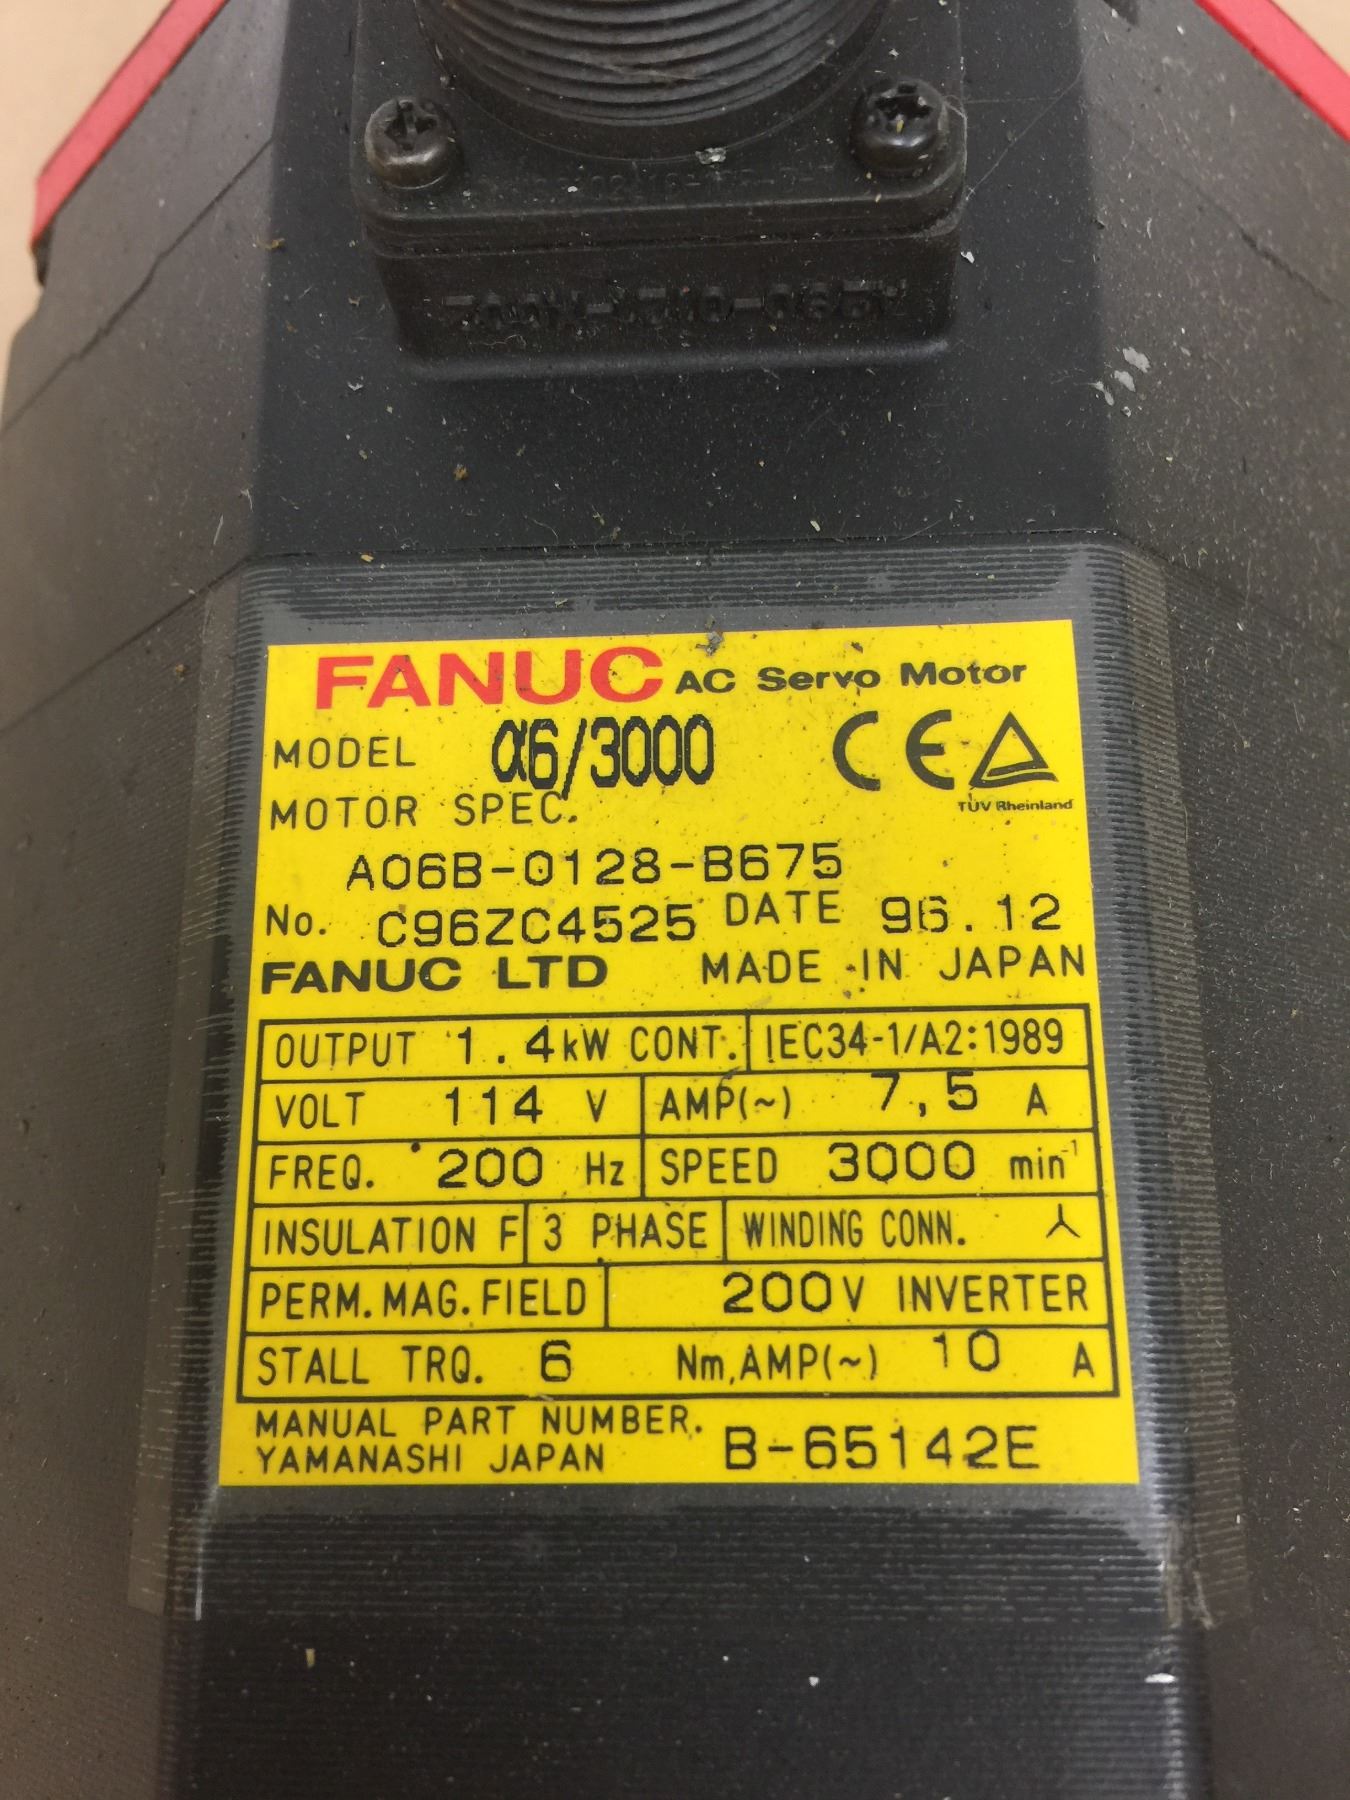 FANUC AC Servo Motor
MODEL α6/3000 CE
TÜV Rheinland
MOTOR SPEC.
A06B-0128-B675
No. C96ZC4525 DATE 96.12
FANUC LTD MADE IN JAPAN
OUTPUT 1.4kW CONT. IEC34-1/A2:1989
VOLT 114 V AMP(~) 7,5 A
FREQ. 200 Hz SPEED 3000 min⁻¹
INSULATION F 3 PHASE WINDING CONN. 人
PERM.MAG.FIELD 200V INVERTER
STALL TRQ. 6 Nm,AMP(~) 10 A
MANUAL PART NUMBER. B-65142E
YAMANASHI JAPAN